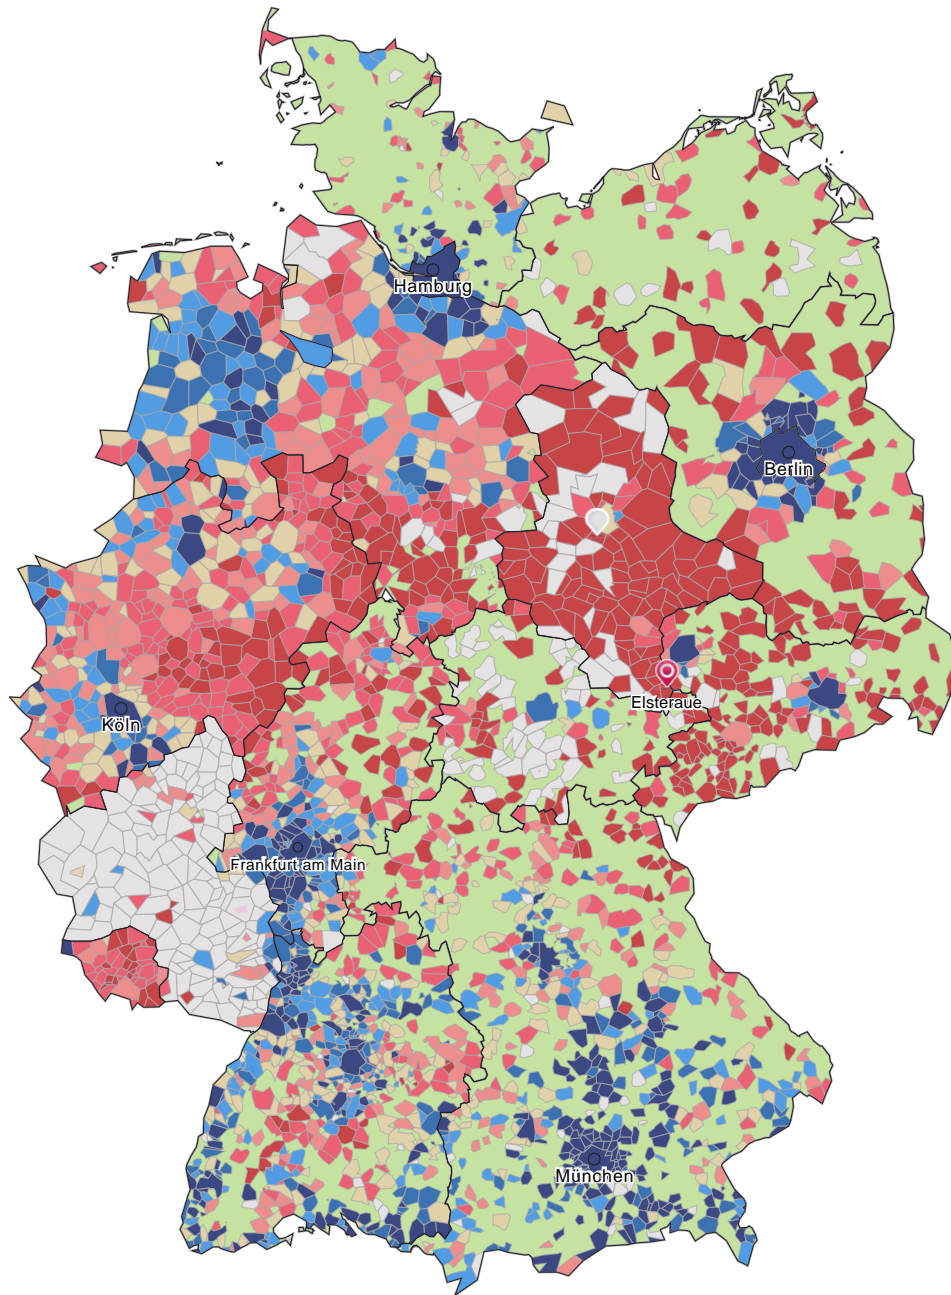 Hamburg
Berlin
Elsteraue
Köln
Frankfurt am Main
München